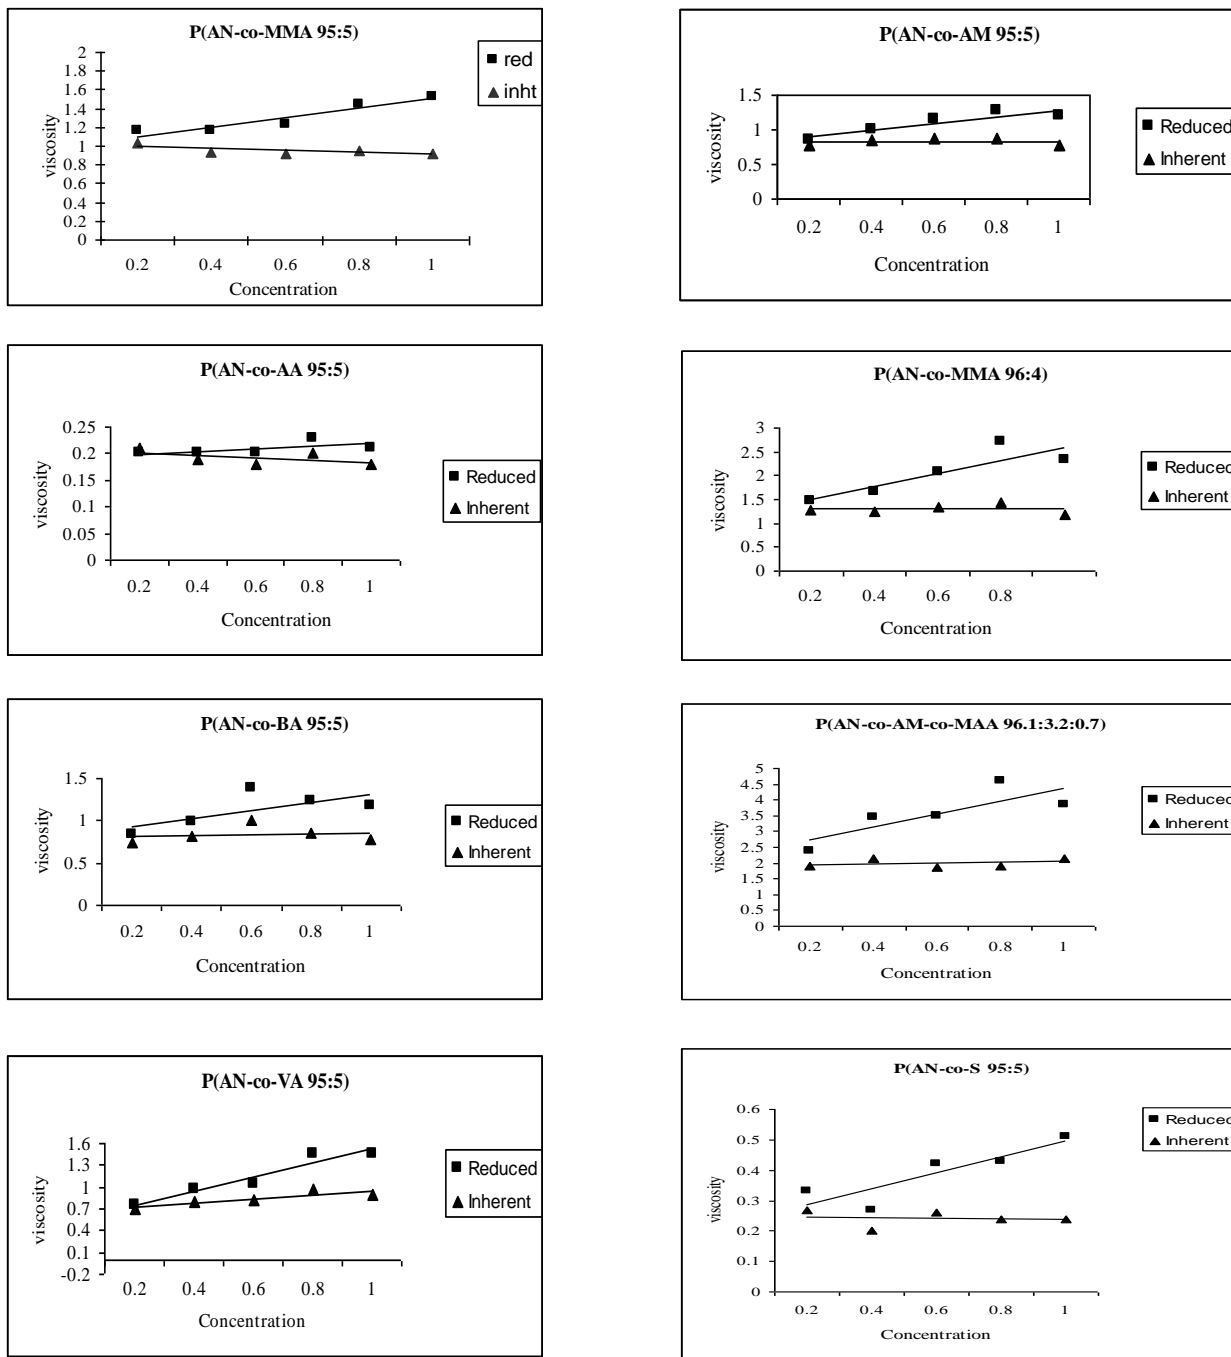 P(AN-co-MMA 95:5)
2
1.8
1.6
1.4
1.2
1
0.8
0.6
0.4
0.2
0
viscosity
0.2 0.4 0.6 0.8 1
Concentration
red
inht
P(AN-co-AM 95:5)
1.5
1
0.5
0
viscosity
0.2 0.4 0.6 0.8 1
Concentration
Reduced
Inherent
P(AN-co-AA 95:5)
0.25
0.2
0.15
0.1
0.05
0
viscosity
0.2 0.4 0.6 0.8 1
Concentration
Reduced
Inherent
P(AN-co-MMA 96:4)
3
2.5
2
1.5
1
0.5
0
viscosity
0.2 0.4 0.6 0.8
Concentration
Reduced
Inherent
P(AN-co-BA 95:5)
1.5
1
0.5
0
viscosity
0.2 0.4 0.6 0.8 1
Concentration
Reduced
Inherent
P(AN-co-AM-co-MAA 96.1:3.2:0.7)
5
4.5
4
3.5
3
2.5
2
1.5
1
0.5
0
viscosity
0.2 0.4 0.6 0.8 1
Concentration
Reduced
Inherent
P(AN-co-VA 95:5)
1.6
1.3
1
0.7
0.4
0.1
-0.2
viscosity
0.2 0.4 0.6 0.8 1
Concentration
Reduced
Inherent
P(AN-co-S 95:5)
0.6
0.5
0.4
0.3
0.2
0.1
0
viscosity
0.2 0.4 0.6 0.8 1
Concentration
Reduced
Inherent